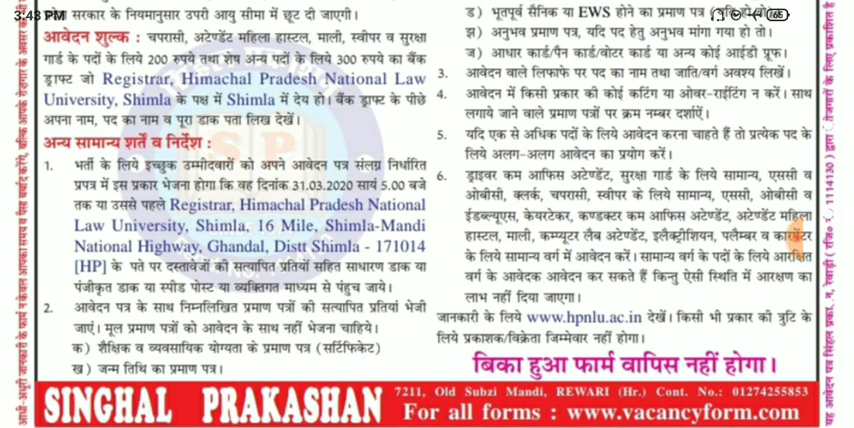 3:43 PM
65
सरकार के नियमानुसार उपरी आयु सीमा में छूट दी जाएगी।
आवेदन शुल्क : चपरासी, अटेण्डेंट महिला हास्टल, माली, स्वीपर व सुरक्षा
गार्ड के पदों के लिये 200 रुपये तथा शेष अन्य पदों के लिये 300 रुपये का बैंक
ड्राफ्ट जो Registrar, Himachal Pradesh National Law
University, Shimla के पक्ष में Shimla में देय हो। बैंक ड्राफ्ट के पीछे
अपना नाम, पद का नाम व पूरा डाक पता लिख देखें।
अन्य सामान्य शर्तें व निर्देश :
1. भर्ती के लिये इच्छुक उम्मीदवारों को अपने आवेदन पत्र संलग्न निर्धारित
प्रपत्र में इस प्रकार भेजना होगा कि वह दिनांक 31.03.2020 सायं 5.00 बजे
तक या उससे पहले Registrar, Himachal Pradesh National
Law University, Shimla, 16 Mile, Shimla-Mandi
National Highway, Ghandal, Distt Shimla - 171014
[HP] के पते पर दस्तावेजों की सत्यापित प्रतियों सहित साधारण डाक या
पंजीकृत डाक या स्पीड पोस्ट या व्यक्तिगत माध्यम से पंहुच जाये।
2. आवेदन पत्र के साथ निम्नलिखित प्रमाण पत्रों की सत्यापित प्रतियां भेजी
जाएं। मूल प्रमाण पत्रों को आवेदन के साथ नहीं भेजना चाहिये।
क) शैक्षिक व व्यवसायिक योग्यता के प्रमाण पत्र (सर्टिफिकेट)
ख) जन्म तिथि का प्रमाण पत्र।
ड) भूतपूर्व सैनिक या EWS होने का प्रमाण पत्र
झ) अनुभव प्रमाण पत्र, यदि पद हेतु अनुभव मांगा गया हो तो।
ज) आधार कार्ड/पैन कार्ड/वोटर कार्ड या अन्य कोई आईडी प्रूफ।
3. आवेदन वाले लिफाफे पर पद का नाम तथा जाति/वर्ग अवश्य लिखें।
4. आवेदन में किसी प्रकार की कोई कटिंग या ओवर-राईटिंग न करें। साथ
लगाये जाने वाले प्रमाण पत्रों पर क्रम नम्बर दर्शाऐं।
5. यदि एक से अधिक पदों के लिये आवेदन करना चाहते हैं तो प्रत्येक पद के
लिये अलग-अलग आवेदन का प्रयोग करें।
6. ड्राइवर कम आफिस अटेण्डेंट, सुरक्षा गार्ड के लिये सामान्य, एससी व
ओबीसी, क्लर्क, चपरासी, स्वीपर के लिये सामान्य, एससी, ओबीसी व
ईडब्ल्यूएस, केयरटेकर, कण्डक्टर कम आफिस अटेण्डेंट, अटेण्डेंट महिला
हास्टल, माली, कम्प्यूटर लैब अटेण्डेंट, इलैक्ट्रीशियन, पलैम्बर व कारपेंटर
के लिये सामान्य वर्ग में आवेदन करें। सामान्य वर्ग के पदों के लिये आरक्षित
वर्ग के आवेदक आवेदन कर सकते हैं किन्तु ऐसी स्थिति में आरक्षण का
लाभ नहीं दिया जाएगा।
जानकारी के लिये www.hpnlu.ac.in देखें। किसी भी प्रकार की त्रुटि के
लिये प्रकाशक/विक्रेता जिम्मेवार नहीं होगा।
बिका हुआ फार्म वापिस नहीं होगा।
SINGHAL PRAKASHAN
7211, Old Subzi Mandi, REWARI (Hr.) Cont. No.: 01274255853
For all forms : www.vacancyform.com